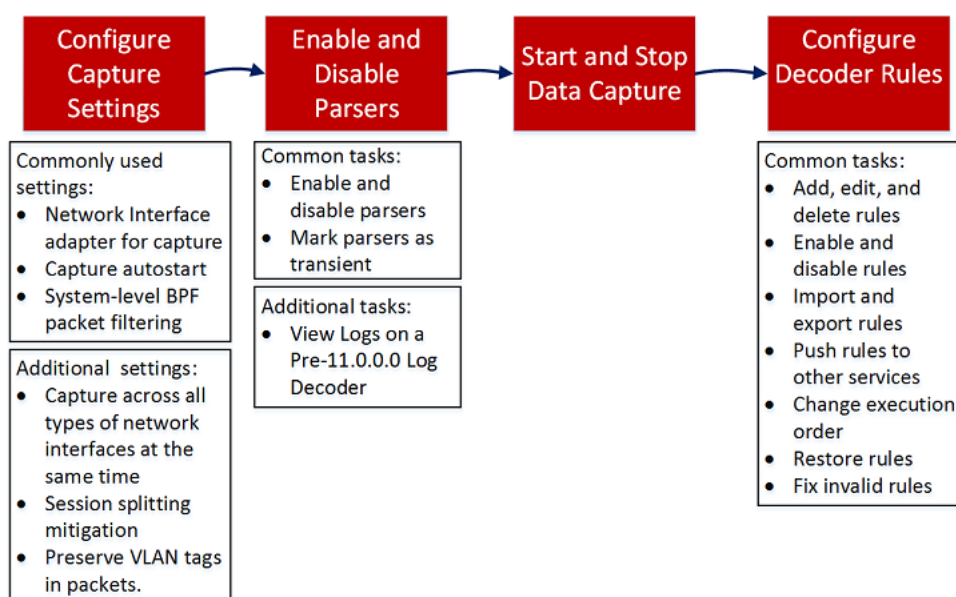 Configure
Capture
Settings
Enable and
Disable
Parsers
Start and Stop
Data Capture
Configure
Decoder Rules
Commonly used
settings:
• Network Interface
adapter for capture
• Capture autostart
• System-level BPF
packet filtering
Additional settings:
• Capture across all
types of network
interfaces at the
same time
• Session splitting
mitigation
• Preserve VLAN tags
in packets.
Common tasks:
• Enable and
disable parsers
• Mark parsers as
transient
Additional tasks:
• View Logs on a
Pre-11.0.0.0 Log
Decoder
Common tasks:
• Add, edit, and
delete rules
• Enable and
disable rules
• Import and
export rules
• Push rules to
other services
• Change execution
order
• Restore rules
• Fix invalid rules